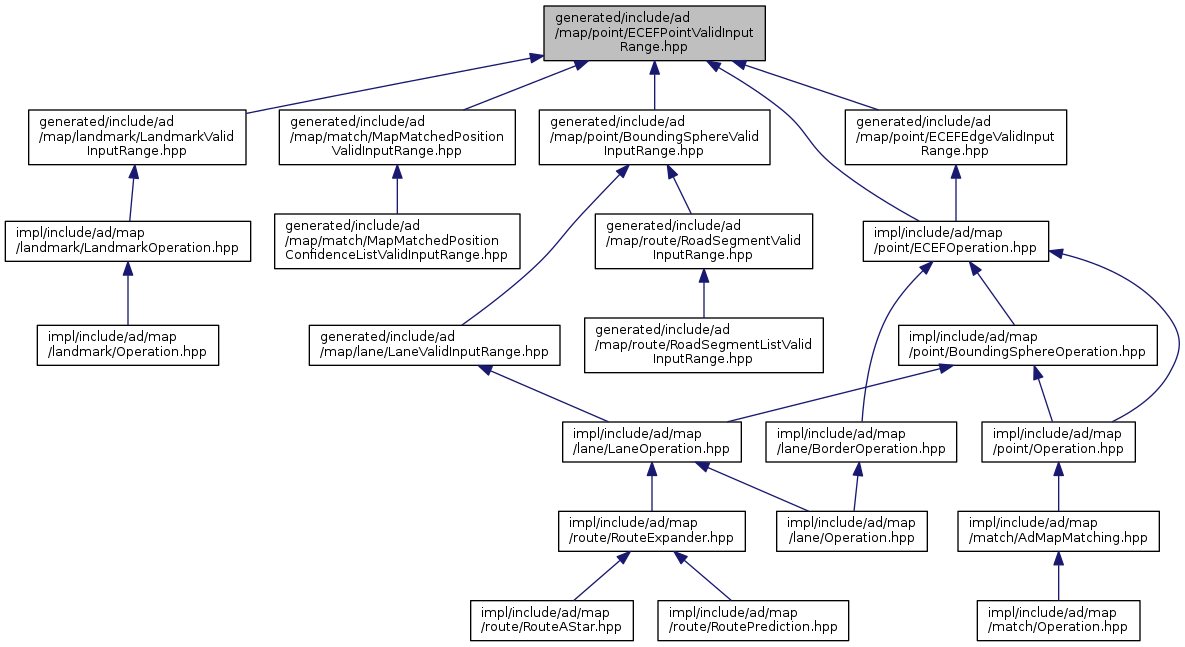 generated/include/ad
/map/point/ECEFPointValidInput
Range.hpp
generated/include/ad
/map/landmark/LandmarkValid
InputRange.hpp
generated/include/ad
/map/match/MapMatchedPosition
ValidInputRange.hpp
generated/include/ad
/map/point/BoundingSphereValid
InputRange.hpp
generated/include/ad
/map/point/ECEFEdgeValidInput
Range.hpp
impl/include/ad/map
/landmark/LandmarkOperation.hpp
generated/include/ad
/map/match/MapMatchedPosition
ConfidenceListValidInputRange.hpp
generated/include/ad
/map/route/RoadSegmentValid
InputRange.hpp
impl/include/ad/map
/point/ECEFOperation.hpp
impl/include/ad/map
/landmark/Operation.hpp
generated/include/ad
/map/lane/LaneValidInputRange.hpp
generated/include/ad
/map/route/RoadSegmentListValid
InputRange.hpp
impl/include/ad/map
/point/BoundingSphereOperation.hpp
impl/include/ad/map
/lane/LaneOperation.hpp
impl/include/ad/map
/lane/BorderOperation.hpp
impl/include/ad/map
/point/Operation.hpp
impl/include/ad/map
/route/RouteExpander.hpp
impl/include/ad/map
/lane/Operation.hpp
impl/include/ad/map
/match/AdMapMatching.hpp
impl/include/ad/map
/route/RouteAStar.hpp
impl/include/ad/map
/route/RoutePrediction.hpp
impl/include/ad/map
/match/Operation.hpp